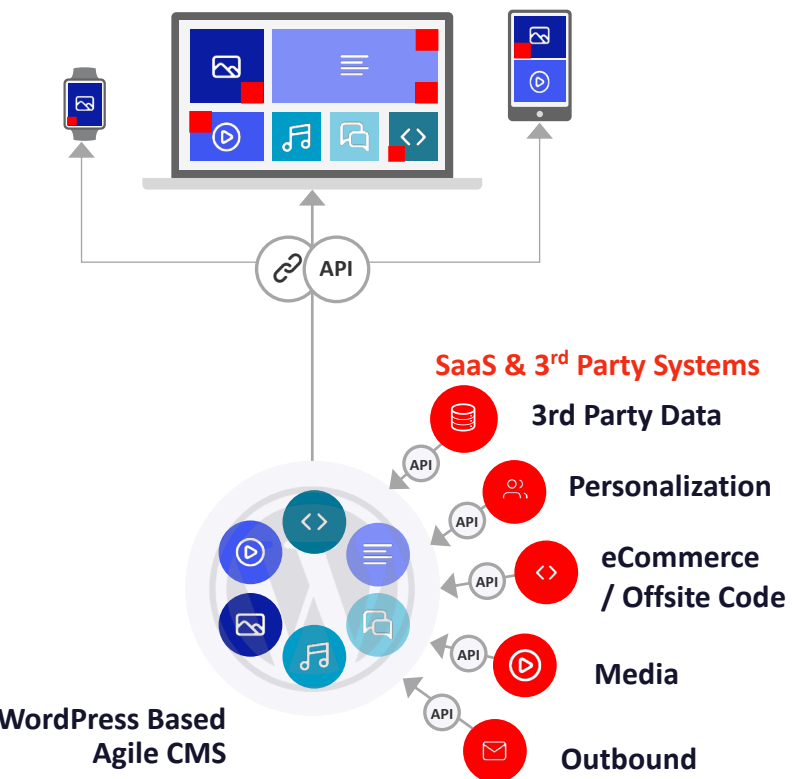 API
SaaS & 3rd Party Systems
3rd Party Data
API
Personalization
API
eCommerce
/ Offsite Code
API
Media
API
Outbound
API
WordPress Based
Agile CMS